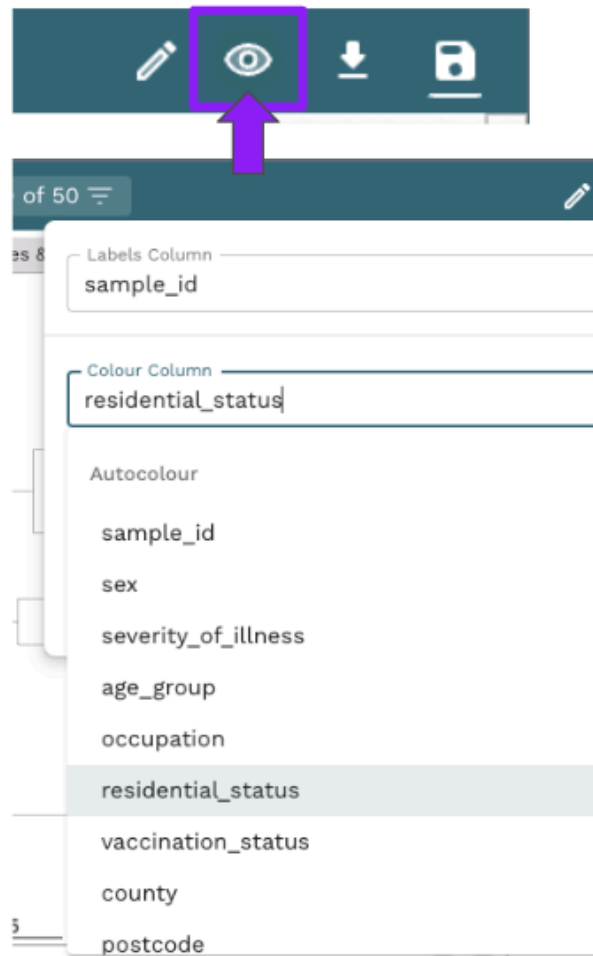 of 50
es &
Labels Column
sample_id
Colour Column
residential_status
Autocolour
sample_id
sex
severity_of_illness
age_group
occupation
residential_status
vaccination_status
county
5
postcode